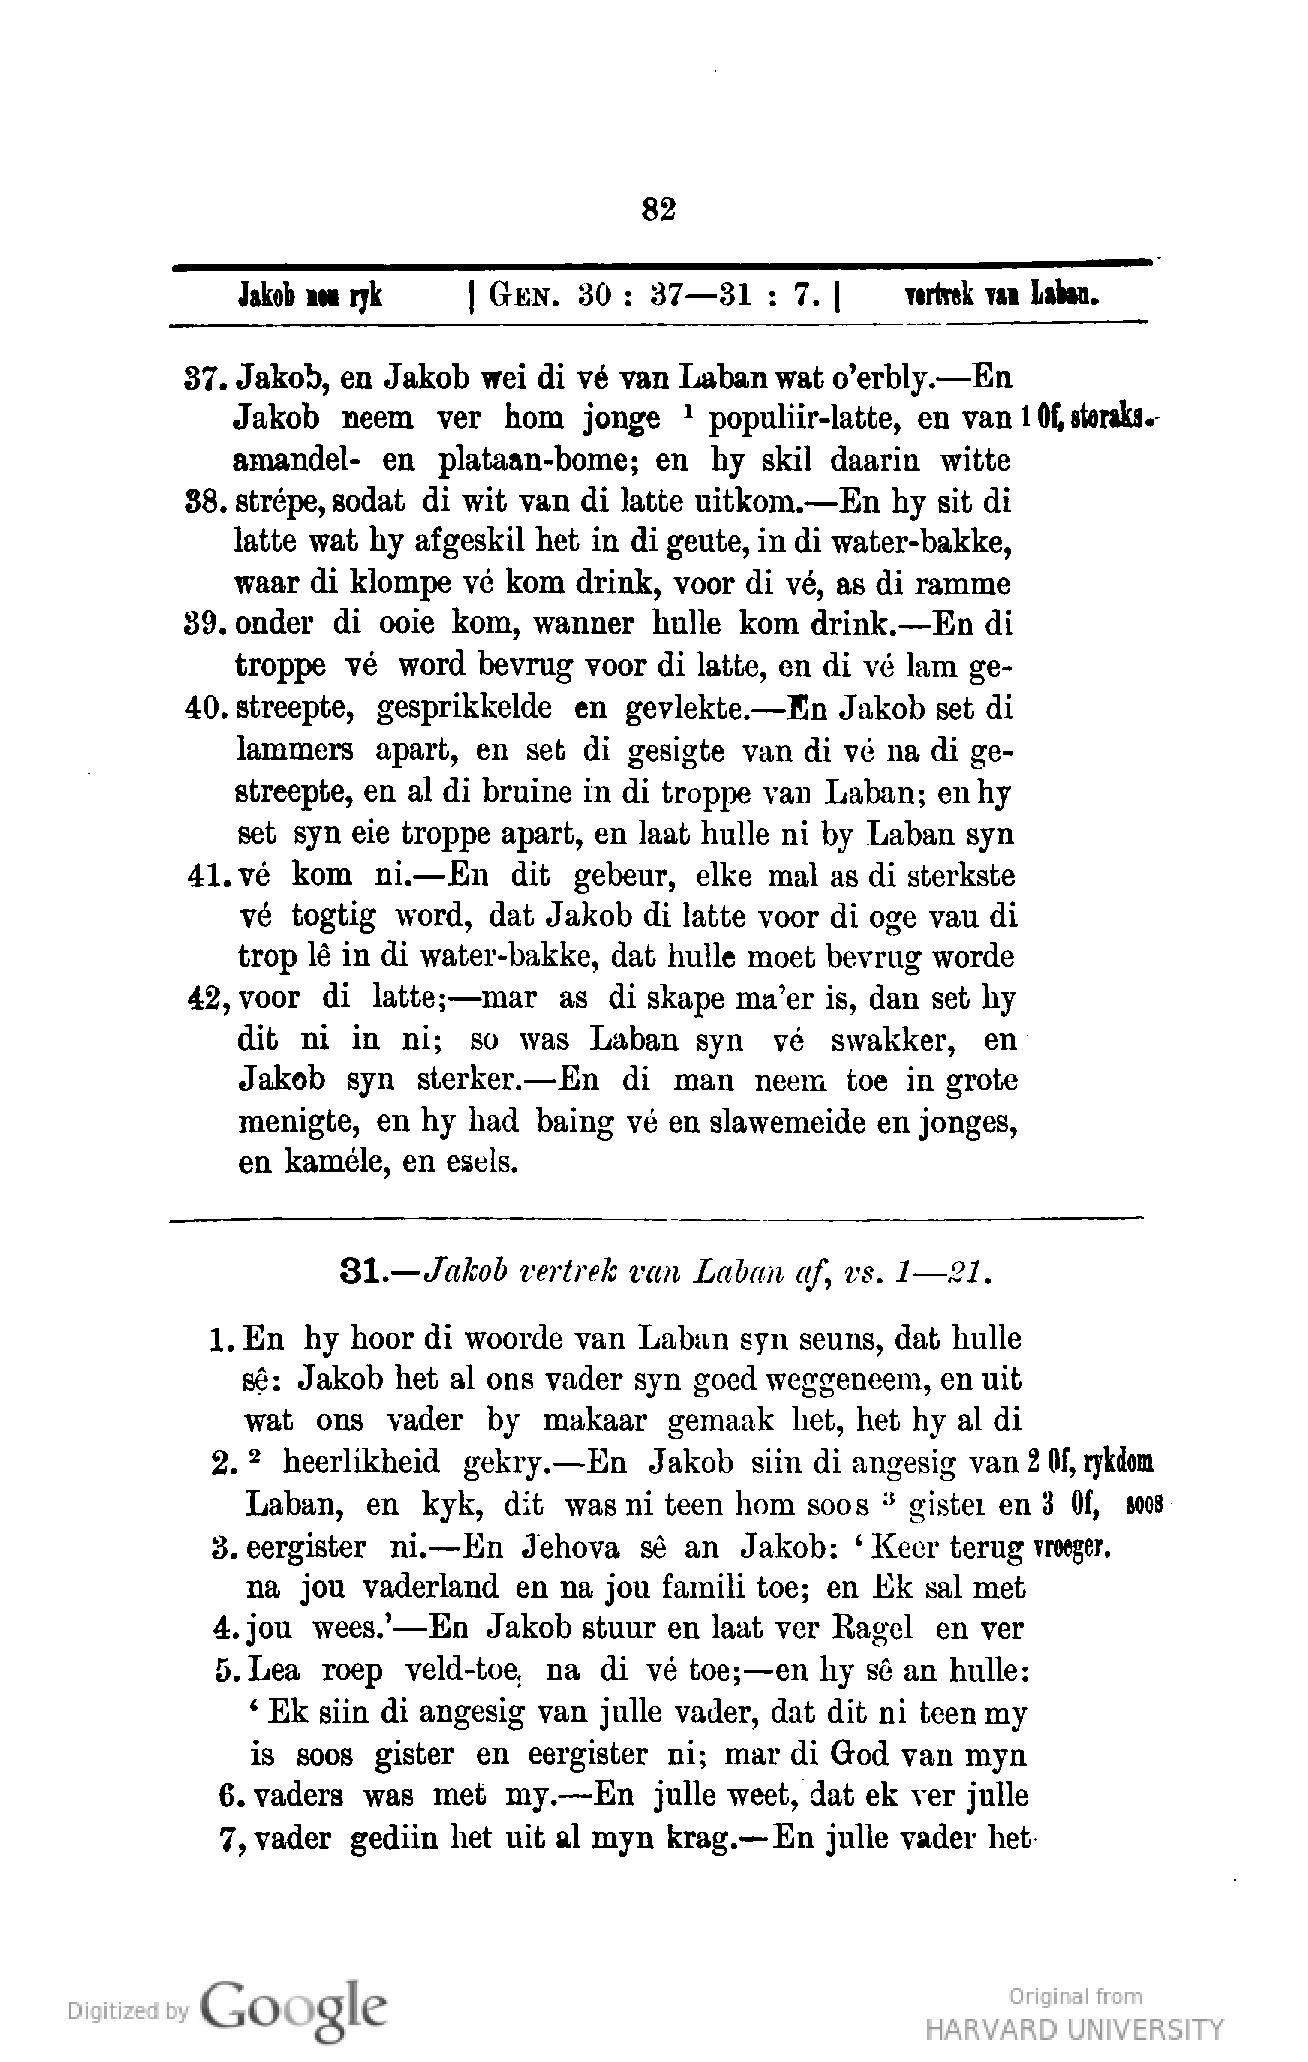 82
Jakob neu ryk | GEN. 30 : 37—31 : 7. | vertrek van Laban.
37. Jakob, en Jakob wei di vé van Laban wat o'erbly.—En
Jakob neem ver hom jonge ¹ populiir-latte, en van 1 Of, storaks.
amandel- en plataan-bome; en hy skil daarin witte
38. strépe, sodat di wit van di latte uitkom.—En hy sit di
latte wat hy afgeskil het in di geute, in di water-bakke,
waar di klompe vé kom drink, voor di vé, as di ramme
39. onder di ooie kom, wanner hulle kom drink.—En di
troppe vé word bevrug voor di latte, en di vé lam ge-
40. streepte, gesprikkelde en gevlekte.—En Jakob set di
lammers apart, en set di gesigte van di vé na di ge-
streepte, en al di bruine in di troppe van Laban; en hy
set syn eie troppe apart, en laat hulle ni by Laban syn
41. vé kom ni.—En dit gebeur, elke mal as di sterkste
vé togtig word, dat Jakob di latte voor di oge vau di
trop lê in di water-bakke, dat hulle moet bevrug worde
42, voor di latte;—mar as di skape ma'er is, dan set hy
dit ni in ni; so was Laban syn vé swakker, en
Jakob syn sterker.—En di man neem toe in grote
menigte, en hy had baing vé en slawemeide en jonges,
en kaméle, en esels.
31.—Jakob vertrek van Laban af, vs. 1—21.
1. En hy hoor di woorde van Laban syn seuns, dat hulle
sê: Jakob het al ons vader syn goed weggeneem, en uit
wat ons vader by makaar gemaak het, het hy al di
2. ² heerlikheid gekry.—En Jakob siin di angesig van 2 Of, rykdom
Laban, en kyk, dit was ni teen hom soos ³ gister en 3 Of, soos
3. eergister ni.—En Jehova sê an Jakob: ‘ Keer terug vroeger.
na jou vaderland en na jou famili toe; en Ek sal met
4. jou wees.’—En Jakob stuur en laat ver Ragel en ver
5. Lea roep veld-toe, na di vé toe;—en hy sê an hulle:
‘ Ek siin di angesig van julle vader, dat dit ni teen my
is soos gister en eergister ni; mar di God van myn
6. vaders was met my.—En julle weet, dat ek ver julle
7, vader gediin het uit al myn krag.—En julle vader het
Digitized by Google
Original from
HARVARD UNIVERSITY